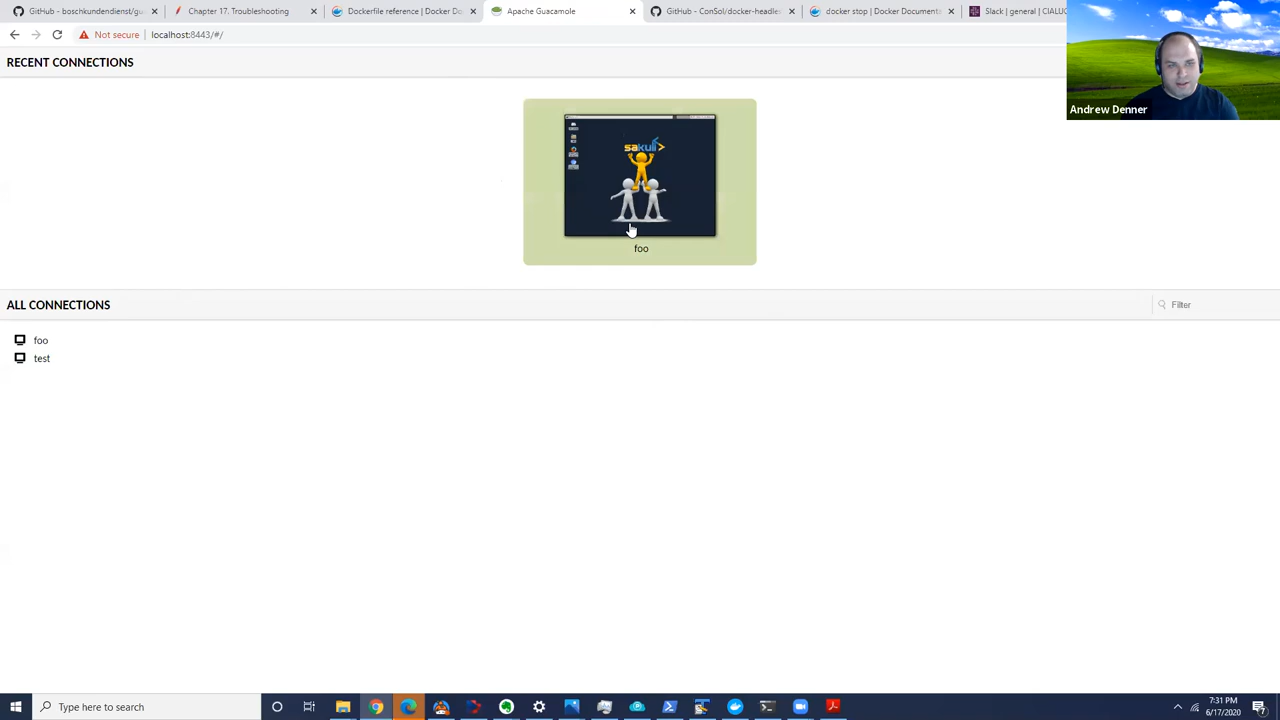 GitHub - boschkundendienst/gu
Chapter 17. Troubleshooting
Dockerfile reference | Docker Do
Apache Guacamole
GitHub - ConSol/docker-headle
docker stop | Docker Documenta
Slack | general | CIALUG
Not secure
localhost:8443/#/
RECENT CONNECTIONS
Andrew Denner
sakuli
foo
ALL CONNECTIONS
Filter
foo
test
Type here to search
7:31 PM
6/17/2020
7